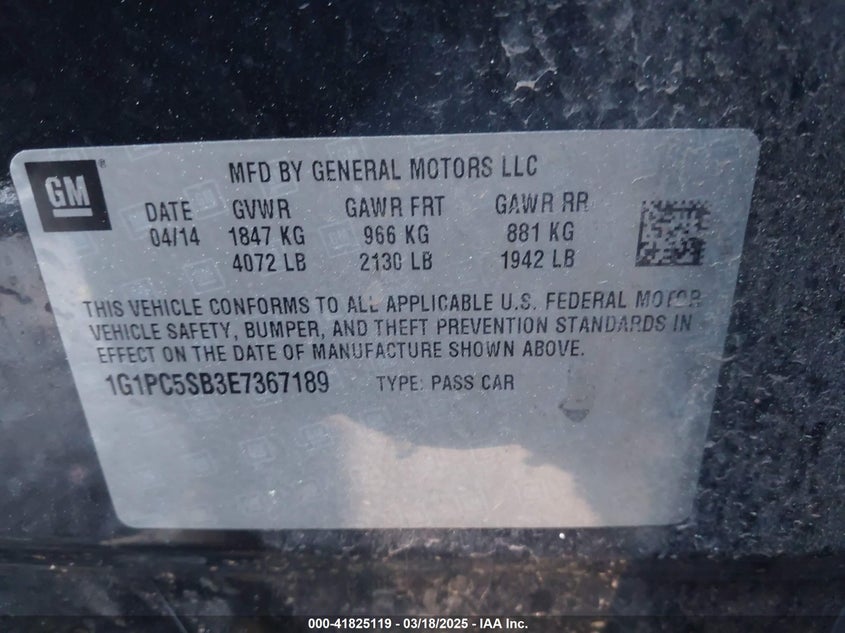 GM ®
MFD BY GENERAL MOTORS LLC
DATE GVWR GAWR FRT GAWR RR
04/14 1847 KG 966 KG 881 KG
4072 LB 2130 LB 1942 LB
THIS VEHICLE CONFORMS TO ALL APPLICABLE U.S. FEDERAL MOTOR
VEHICLE SAFETY, BUMPER, AND THEFT PREVENTION STANDARDS IN
EFFECT ON THE DATE OF MANUFACTURE SHOWN ABOVE.
1G1PC5SB3E7367189 TYPE: PASS CAR
000-41825119 - 03/18/2025 - IAA Inc.